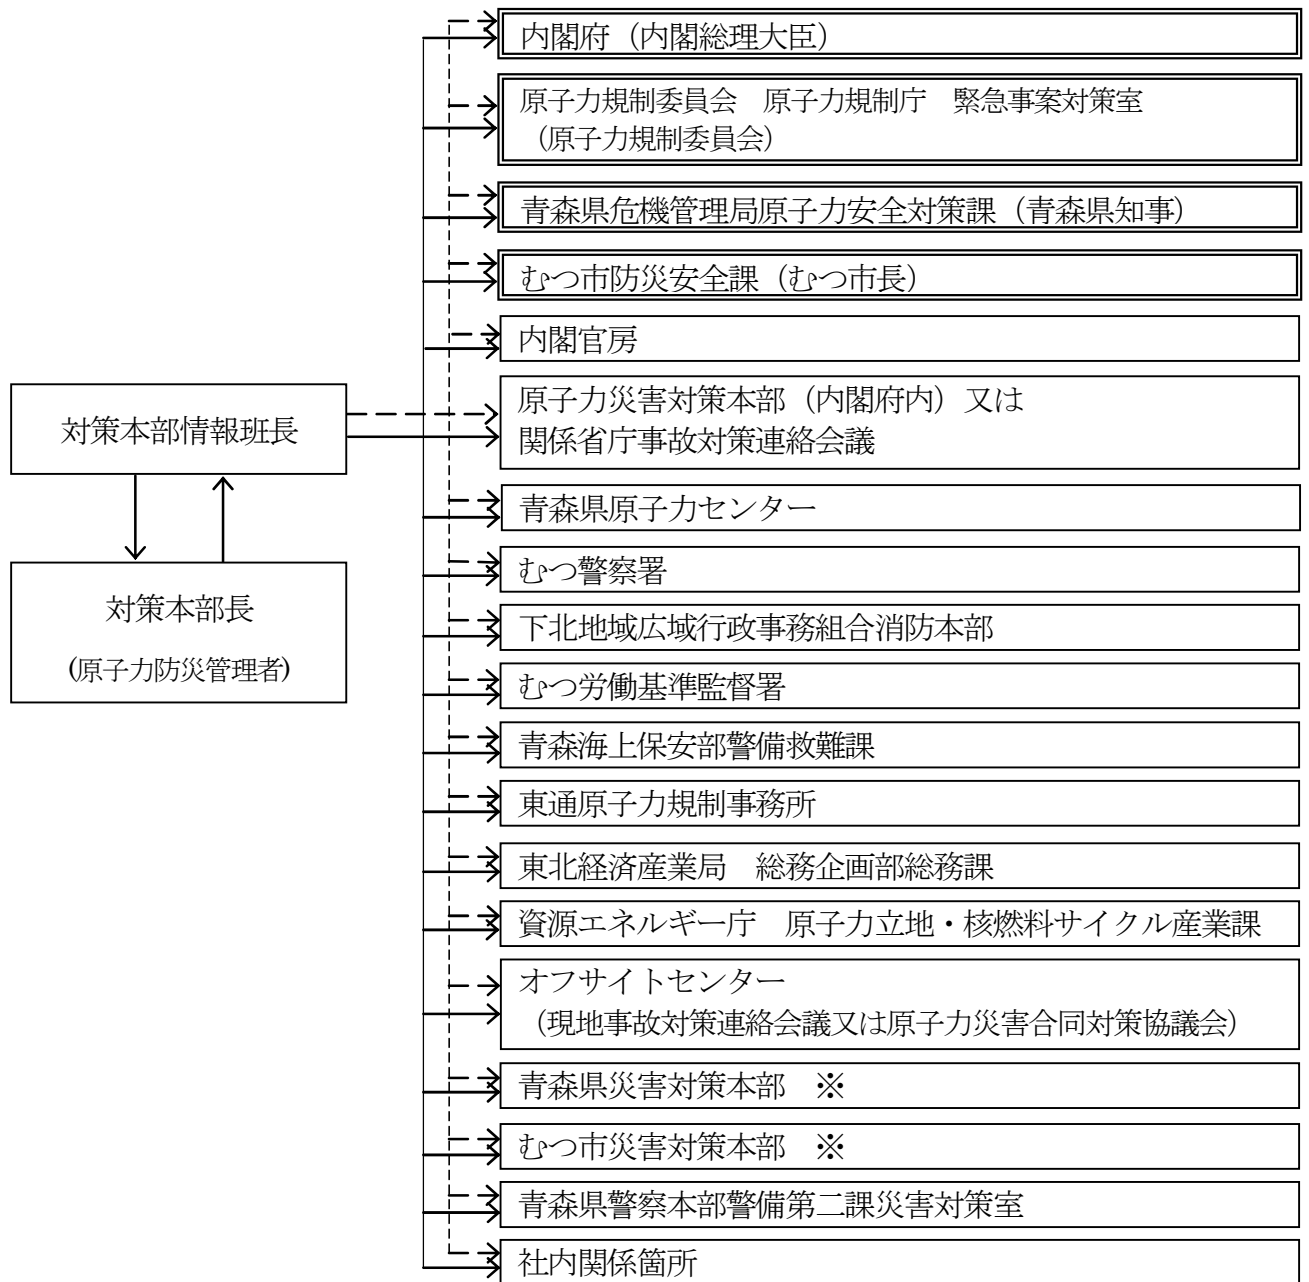 内閣府（内閣総理大臣）
原子力規制委員会　原子力規制庁　緊急事案対策室
（原子力規制委員会）
青森県危機管理局原子力安全対策課（青森県知事）
むつ市防災安全課（むつ市長）
内閣官房
原子力災害対策本部（内閣府内）又は
関係省庁事故対策連絡会議
対策本部情報班長
青森県原子力センター
むつ警察署
対策本部長
(原子力防災管理者)
下北地域広域行政事務組合消防本部
むつ労働基準監督署
青森海上保安部警備救難課
東通原子力規制事務所
東北経済産業局　総務企画部総務課
資源エネルギー庁　原子力立地・核燃料サイクル産業課
オフサイトセンター
（現地事故対策連絡会議又は原子力災害合同対策協議会）
青森県災害対策本部　※
むつ市災害対策本部　※
青森県警察本部警備第二課災害対策室
社内関係箇所